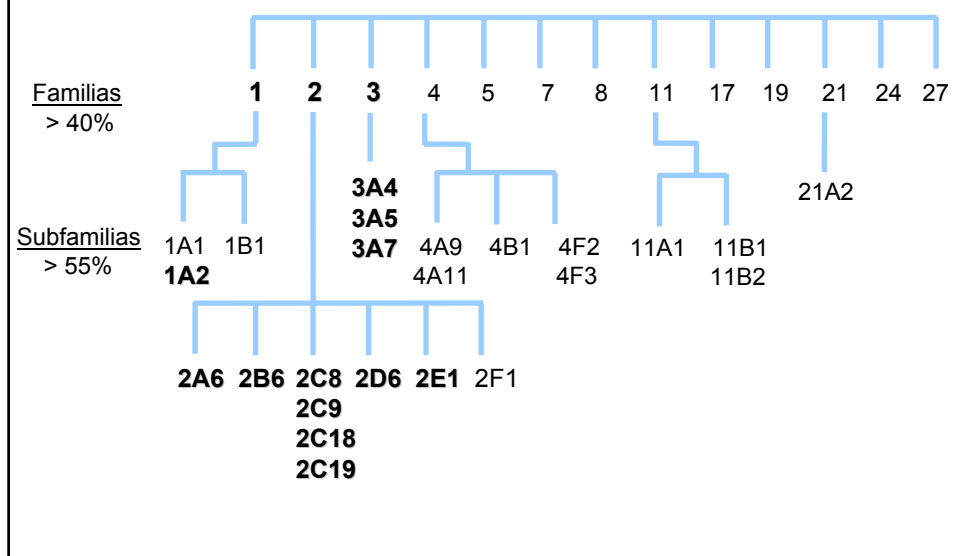 Familias
> 40%
1 2 3 4 5 7 8 11 17 19 21 24 27
Subfamilias
> 55%
1A1 1B1
1A2
3A4
3A5
3A7
4A9 4B1 4F2
4A11 4F3
11A1 11B1
11B2
21A2
2A6 2B6 2C8 2D6 2E1 2F1
2C9
2C18
2C19